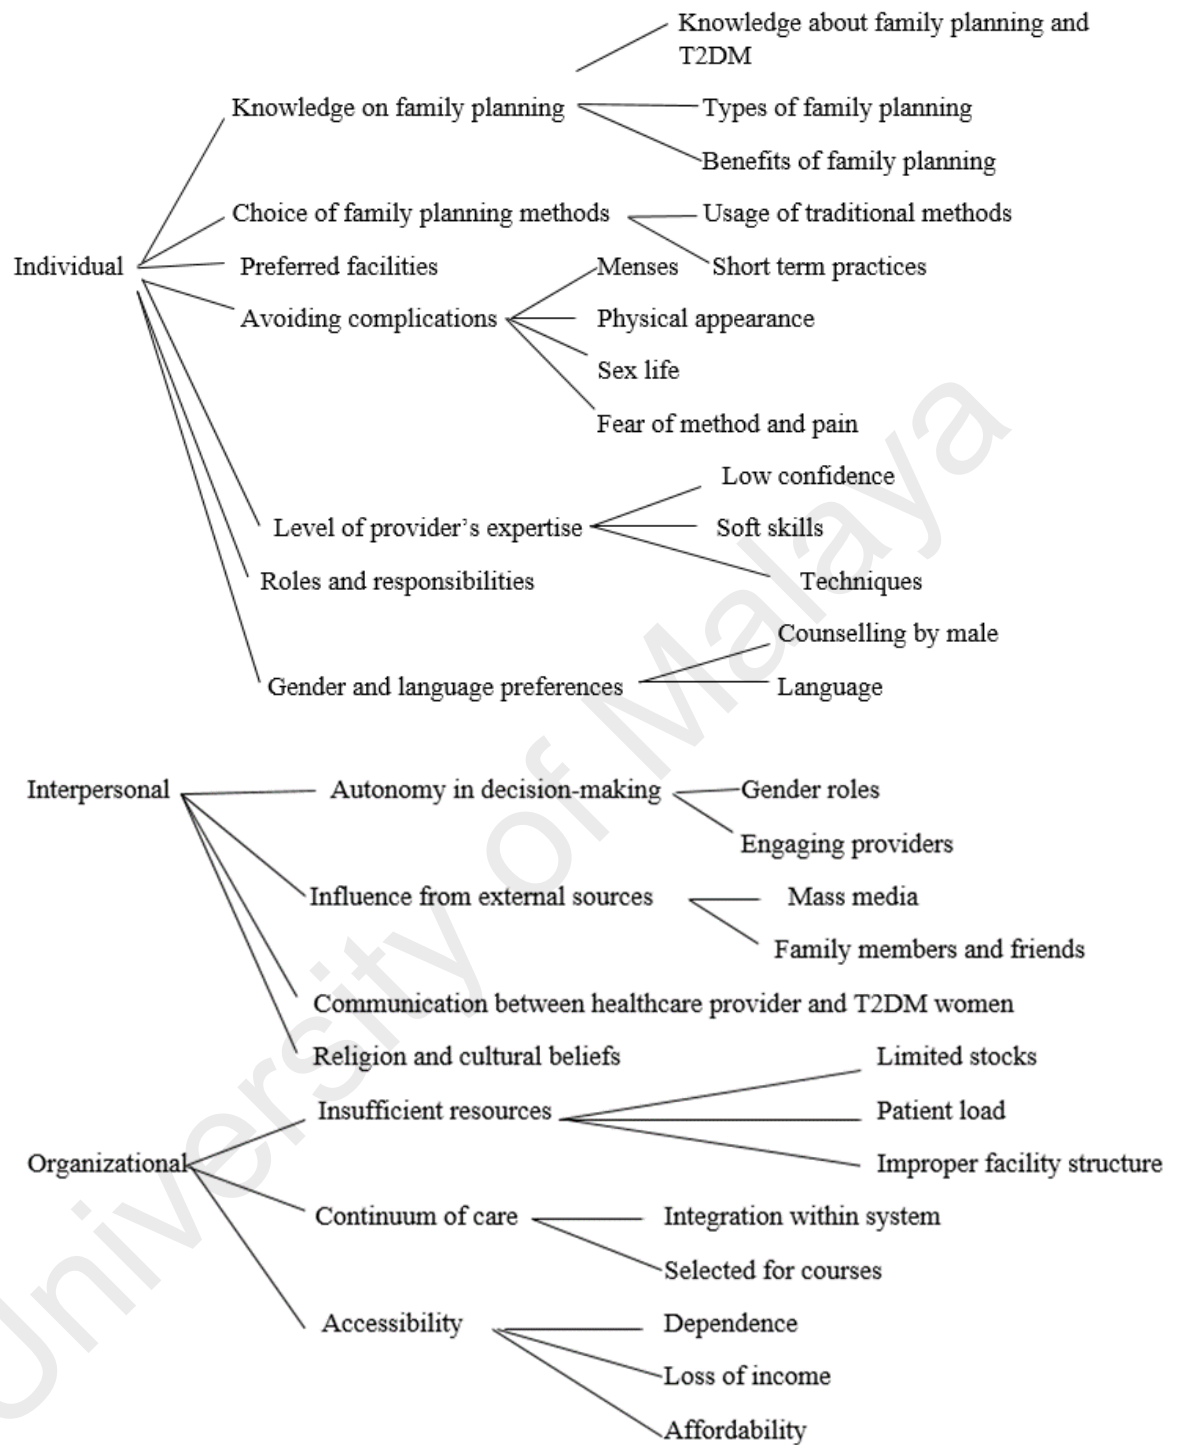 Knowledge about family planning and
T2DM
Knowledge on family planning
Types of family planning
Benefits of family planning
Choice of family planning methods
Usage of traditional methods
Individual
Preferred facilities
Menses
Short term practices
Avoiding complications
Physical appearance
Sex life
Fear of method and pain
Low confidence
Level of provider’s expertise
Soft skills
Roles and responsibilities
Techniques
Counselling by male
Gender and language preferences
Language
Interpersonal
Autonomy in decision-making
Gender roles
Engaging providers
Influence from external sources
Mass media
Family members and friends
Communication between healthcare provider and T2DM women
Religion and cultural beliefs
Limited stocks
Insufficient resources
Patient load
Organizational
Improper facility structure
Continuum of care
Integration within system
Selected for courses
Accessibility
Dependence
Loss of income
Affordability
University of Malaya